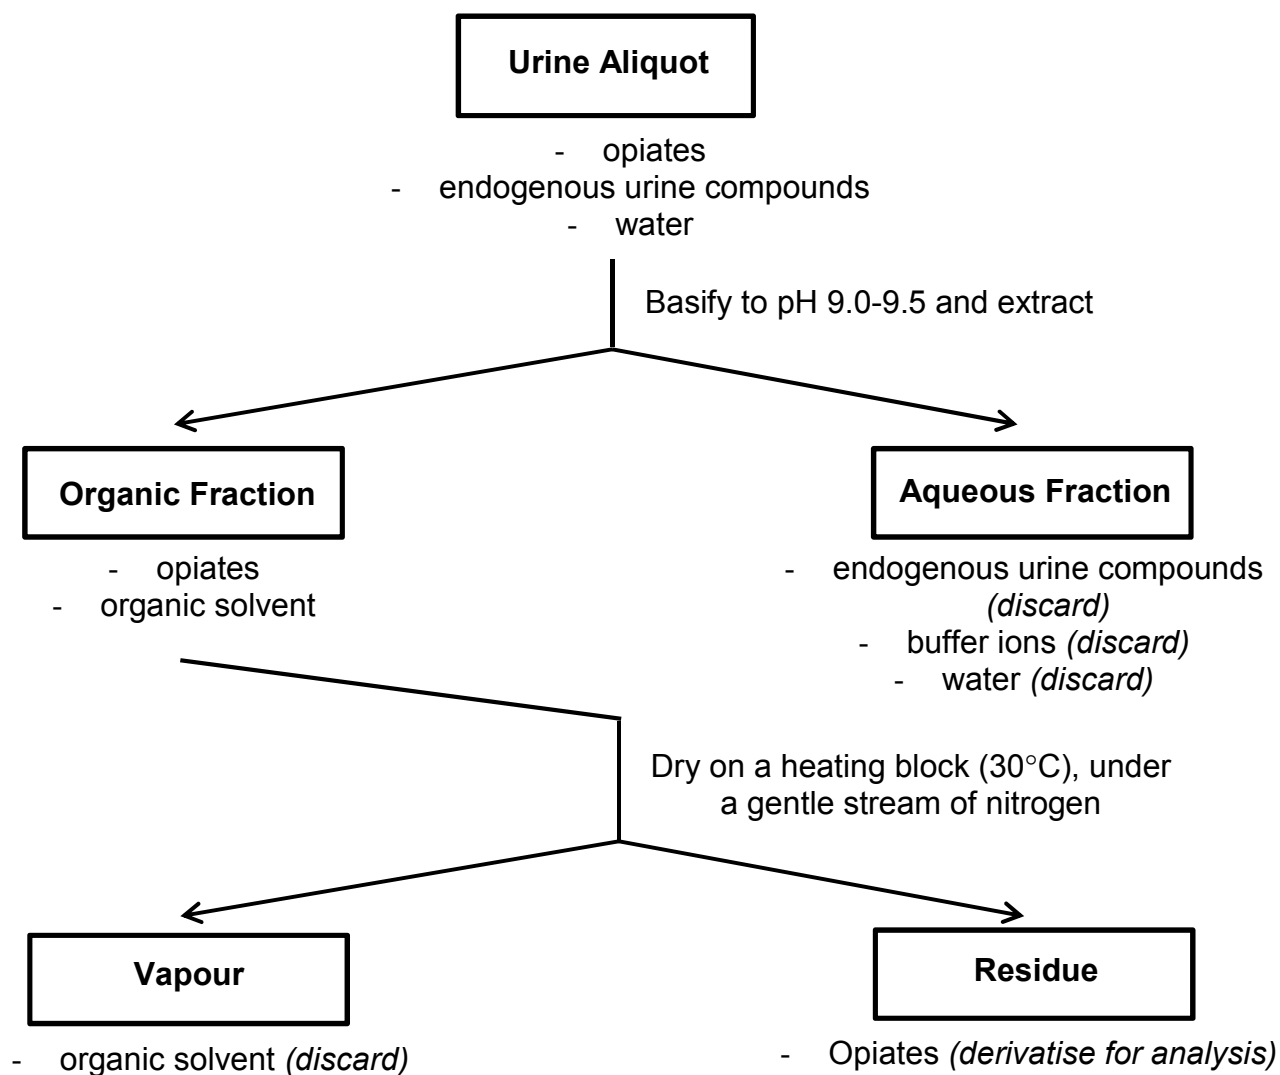 Urine Aliquot
- opiates
- endogenous urine compounds
- water
Basify to pH 9.0-9.5 and extract
Organic Fraction
- opiates
- organic solvent
Aqueous Fraction
- endogenous urine compounds
(discard)
- buffer ions (discard)
- water (discard)
Dry on a heating block (30°C), under
a gentle stream of nitrogen
Vapour
- organic solvent (discard)
Residue
- Opiates (derivatise for analysis)